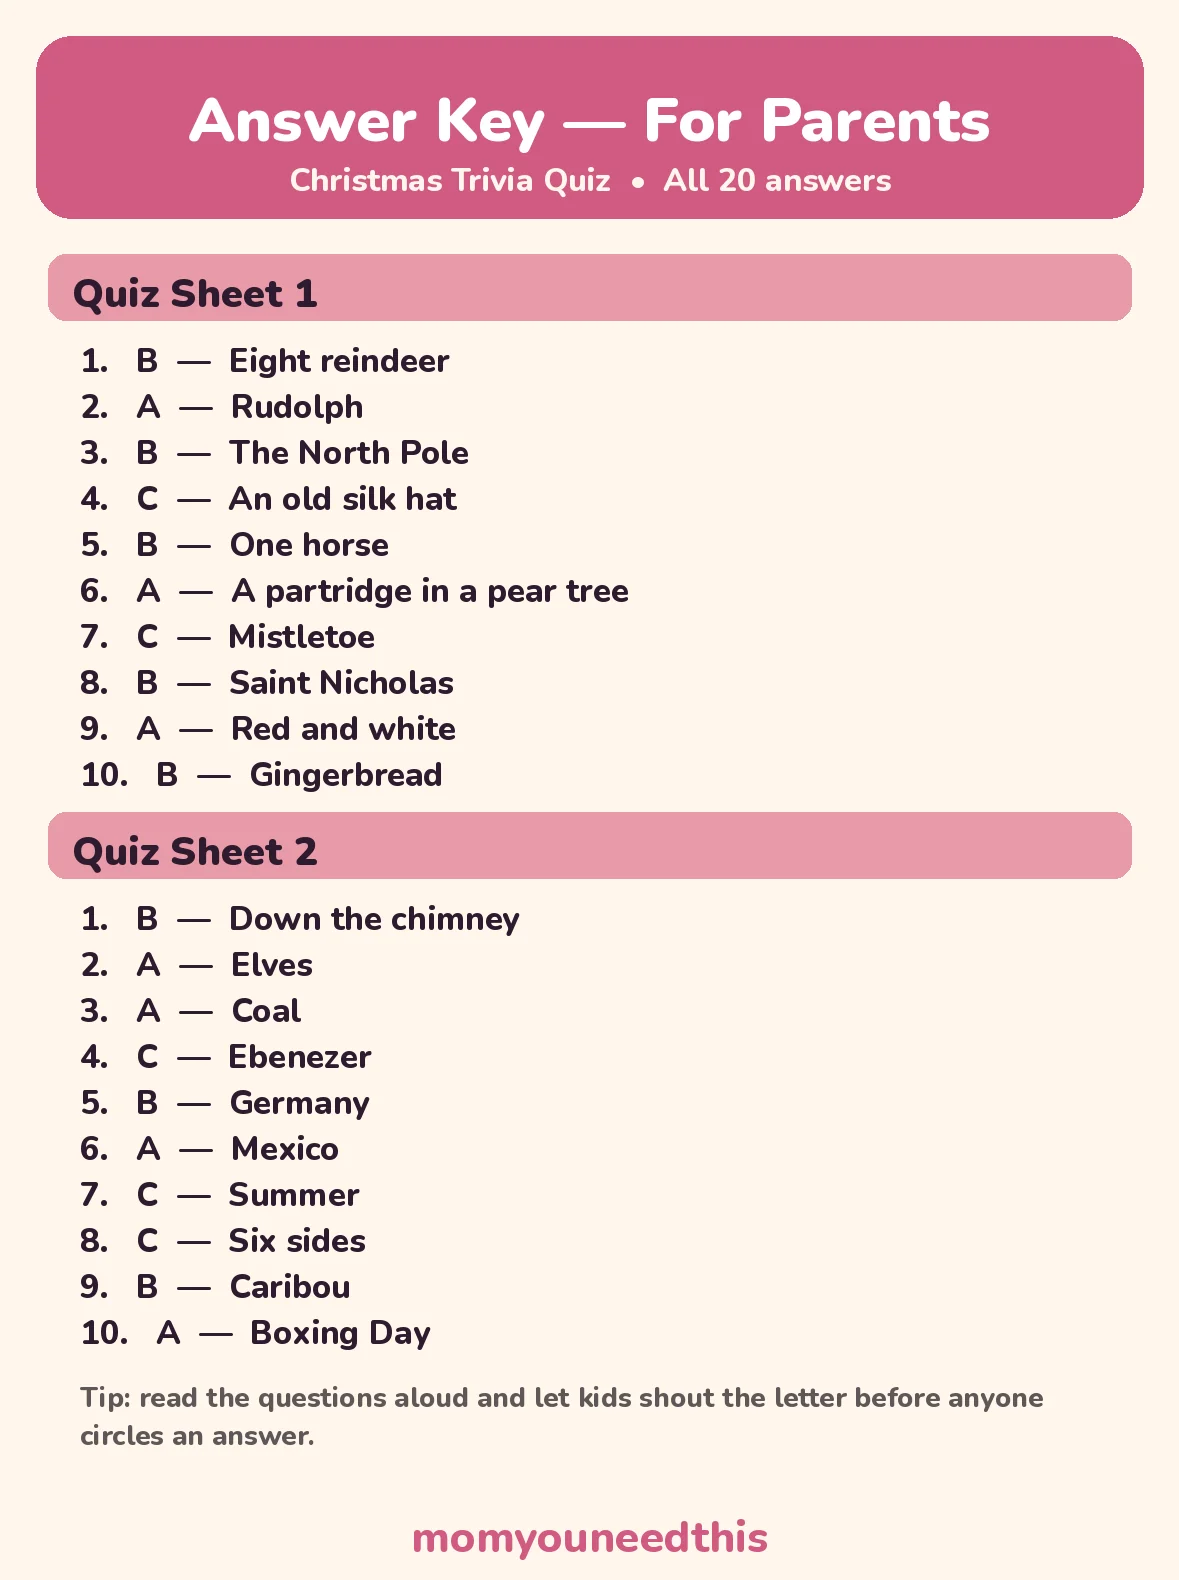 Answer Key — For Parents
Christmas Trivia Quiz • All 20 answers
Quiz Sheet 1
1. B — Eight reindeer
2. A — Rudolph
3. B — The North Pole
4. C — An old silk hat
5. B — One horse
6. A — A partridge in a pear tree
7. C — Mistletoe
8. B — Saint Nicholas
9. A — Red and white
10. B — Gingerbread
Quiz Sheet 2
1. B — Down the chimney
2. A — Elves
3. A — Coal
4. C — Ebenezer
5. B — Germany
6. A — Mexico
7. C — Summer
8. C — Six sides
9. B — Caribou
10. A — Boxing Day
Tip: read the questions aloud and let kids shout the letter before anyone
circles an answer.
momyouneedthis